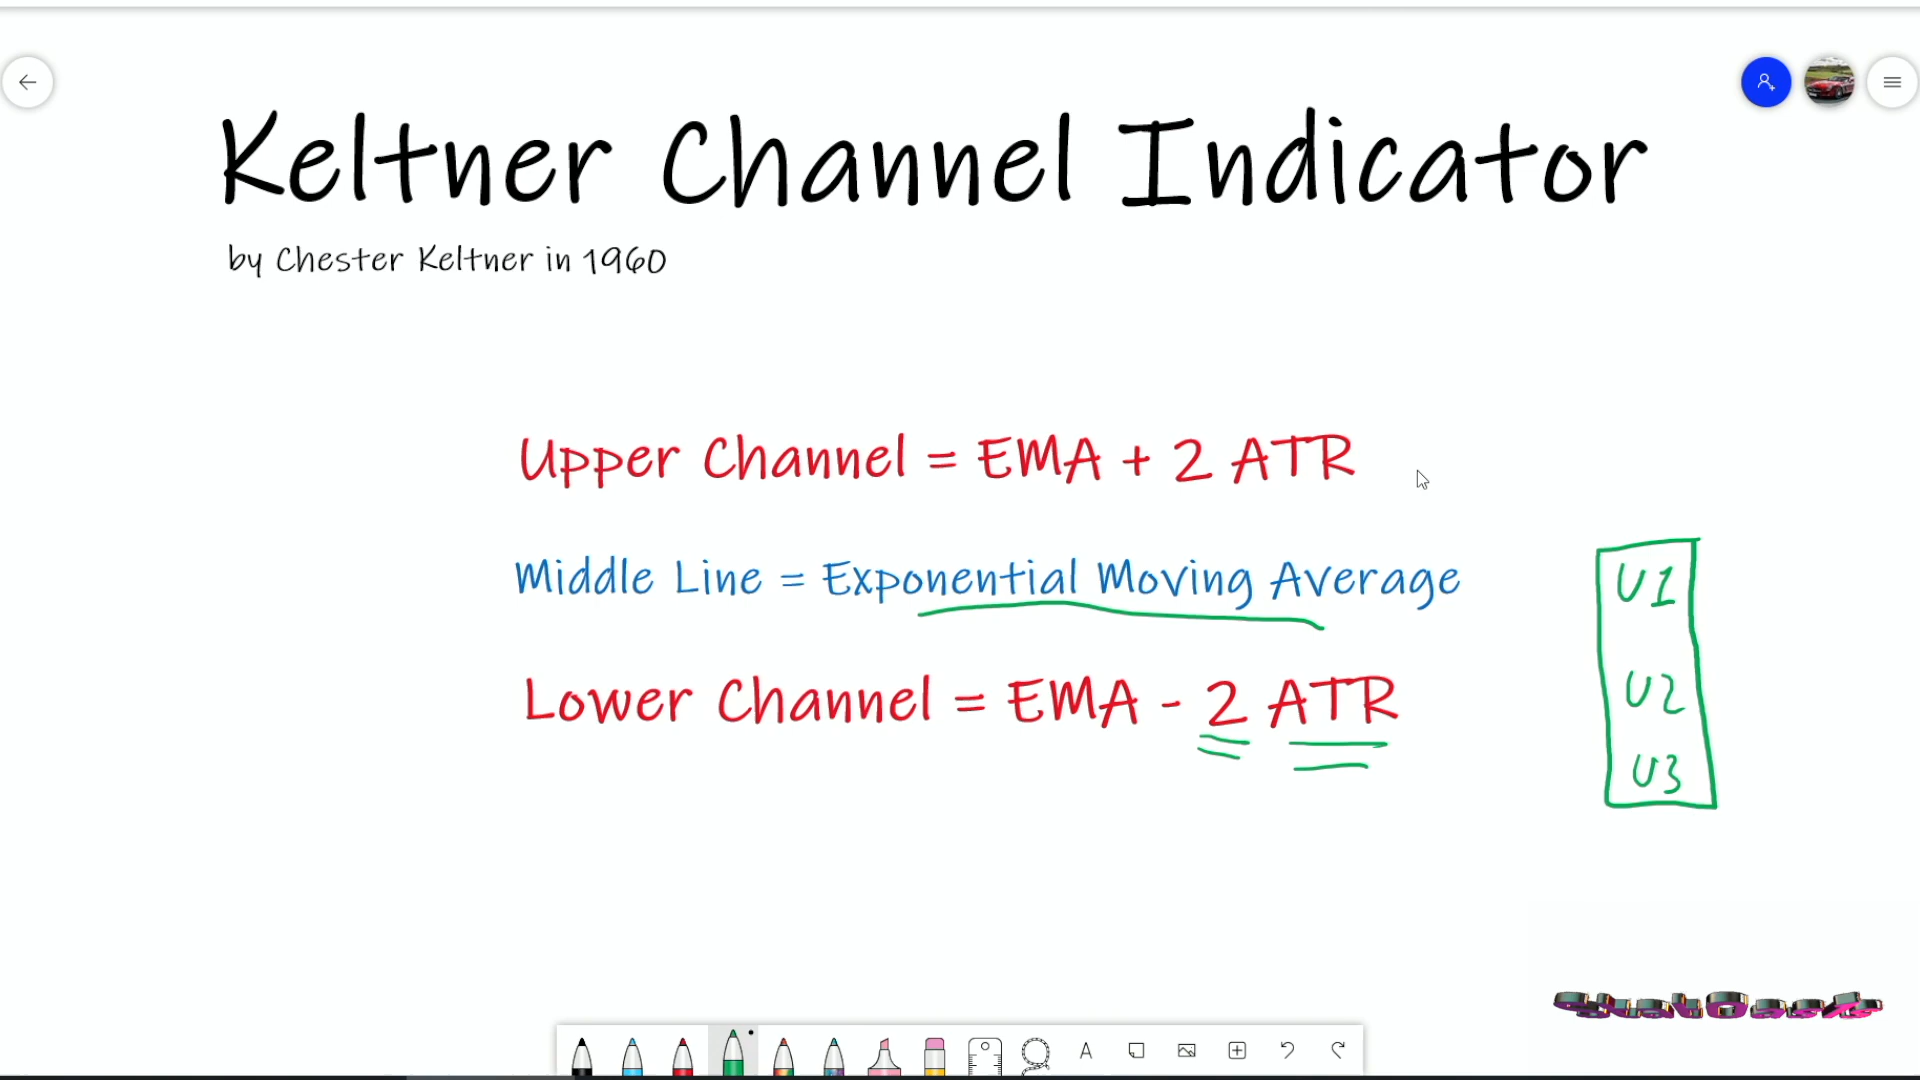 Keltner Channel Indicator
by Chester Keltner in 1960
Upper Channel = EMA + 2 ATR
Middle Line = Exponential Moving Average
Lower Channel = EMA - 2 ATR
U1
U2
U3
A